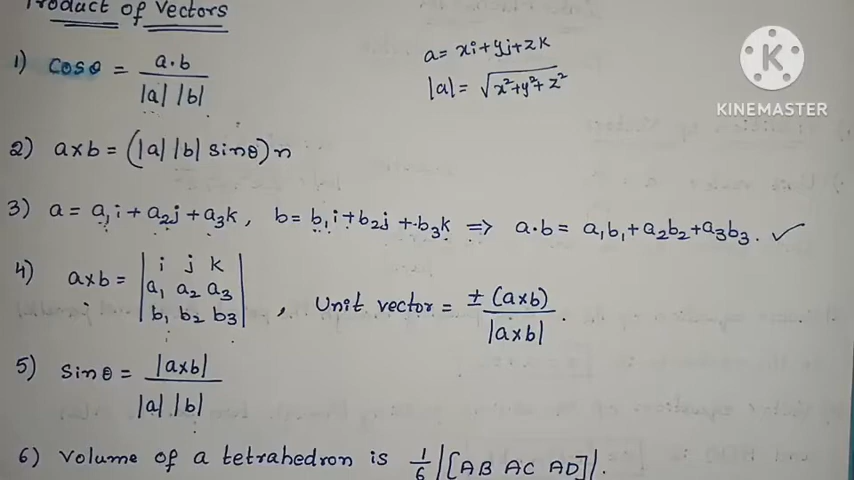 Product of Vectors
1) cosθ = a·b / |a| |b|
a = xi+yj+zk
|a| = √x²+y²+z²
K
KINEMASTER
2) a×b = (|a| |b| sinθ) n
3) a = a₁i + a₂j + a₃k, b = b₁i + b₂j + b₃k ⇒ a·b = a₁b₁+a₂b₂+a₃b₃. ✓
4) a×b = | i j k
a₁ a₂ a₃
b₁ b₂ b₃ | , Unit vector = ± (a×b) / |a×b| .
5) sinθ = |a×b| / |a| |b|
6) Volume of a tetrahedron is 1/6 |[AB AC AD]|.